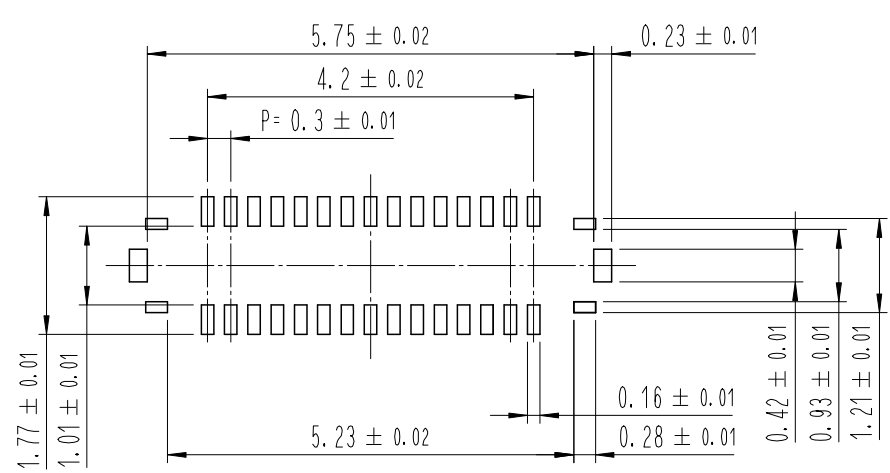 5.75 ± 0.02
0.23 ± 0.01
4.2 ± 0.02
P= 0.3 ± 0.01
1.77 ± 0.01
1.01 ± 0.01
0.42 ± 0.01
0.93 ± 0.01
1.21 ± 0.01
0.16 ± 0.01
5.23 ± 0.02
0.28 ± 0.01